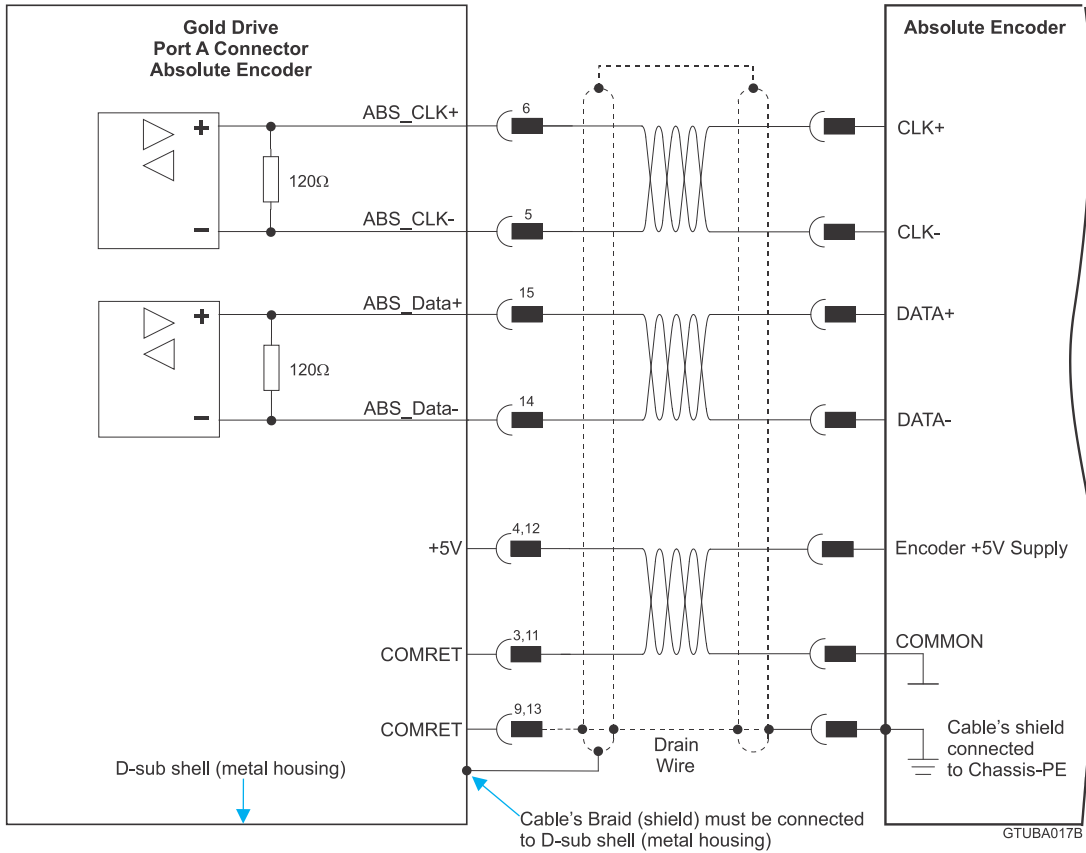 Gold Drive
Port A Connector
Absolute Encoder
Absolute Encoder
ABS_CLK+
6
CLK+
120Ω
ABS_CLK-
5
CLK-
ABS_Data+
15
DATA+
120Ω
ABS_Data-
14
DATA-
+5V
4,12
Encoder +5V Supply
COMRET
3,11
COMMON
COMRET
9,13
Drain
Wire
Cable's shield
connected
to Chassis-PE
D-sub shell (metal housing)
Cable's Braid (shield) must be connected
to D-sub shell (metal housing)
GTUBA017B
+
-
+
-